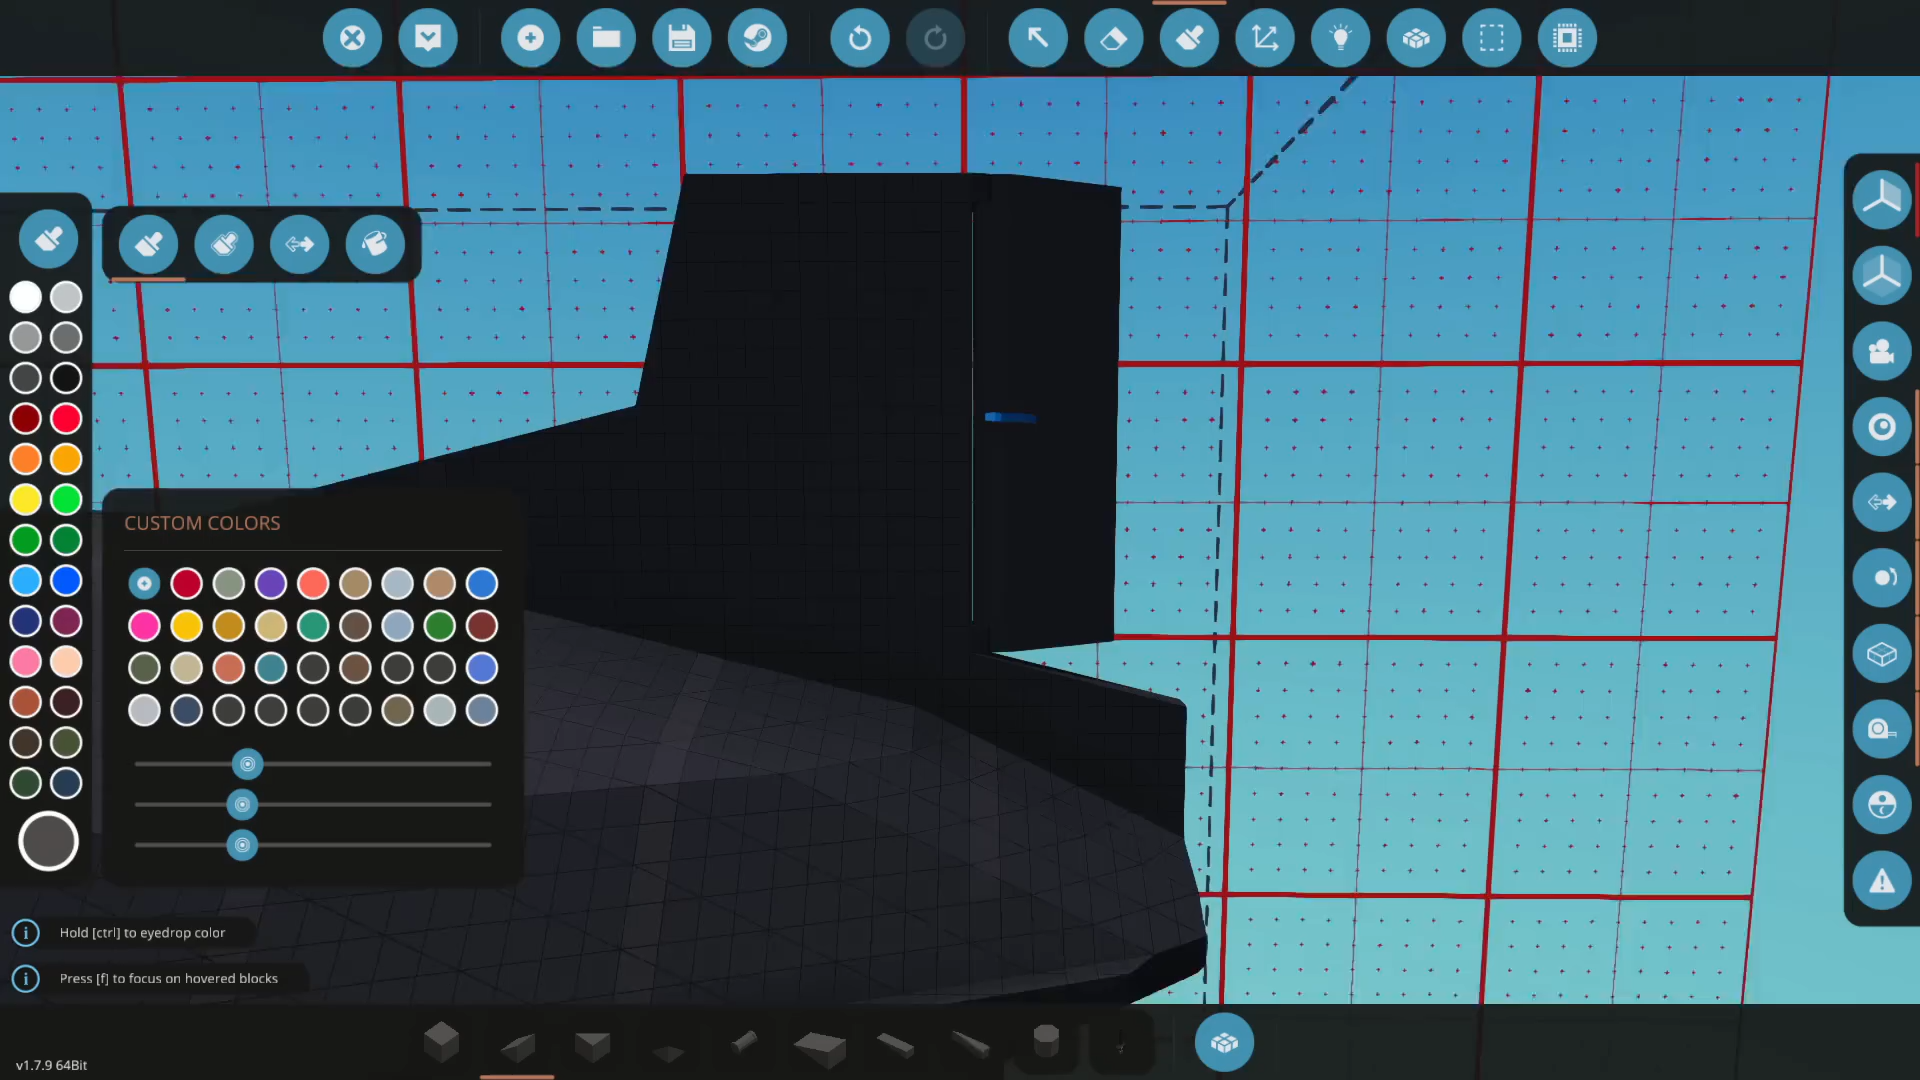 CUSTOM COLORS
Hold [ctrl] to eyedrop color
Press [f] to focus on hovered blocks
v1.7.9 64Bit